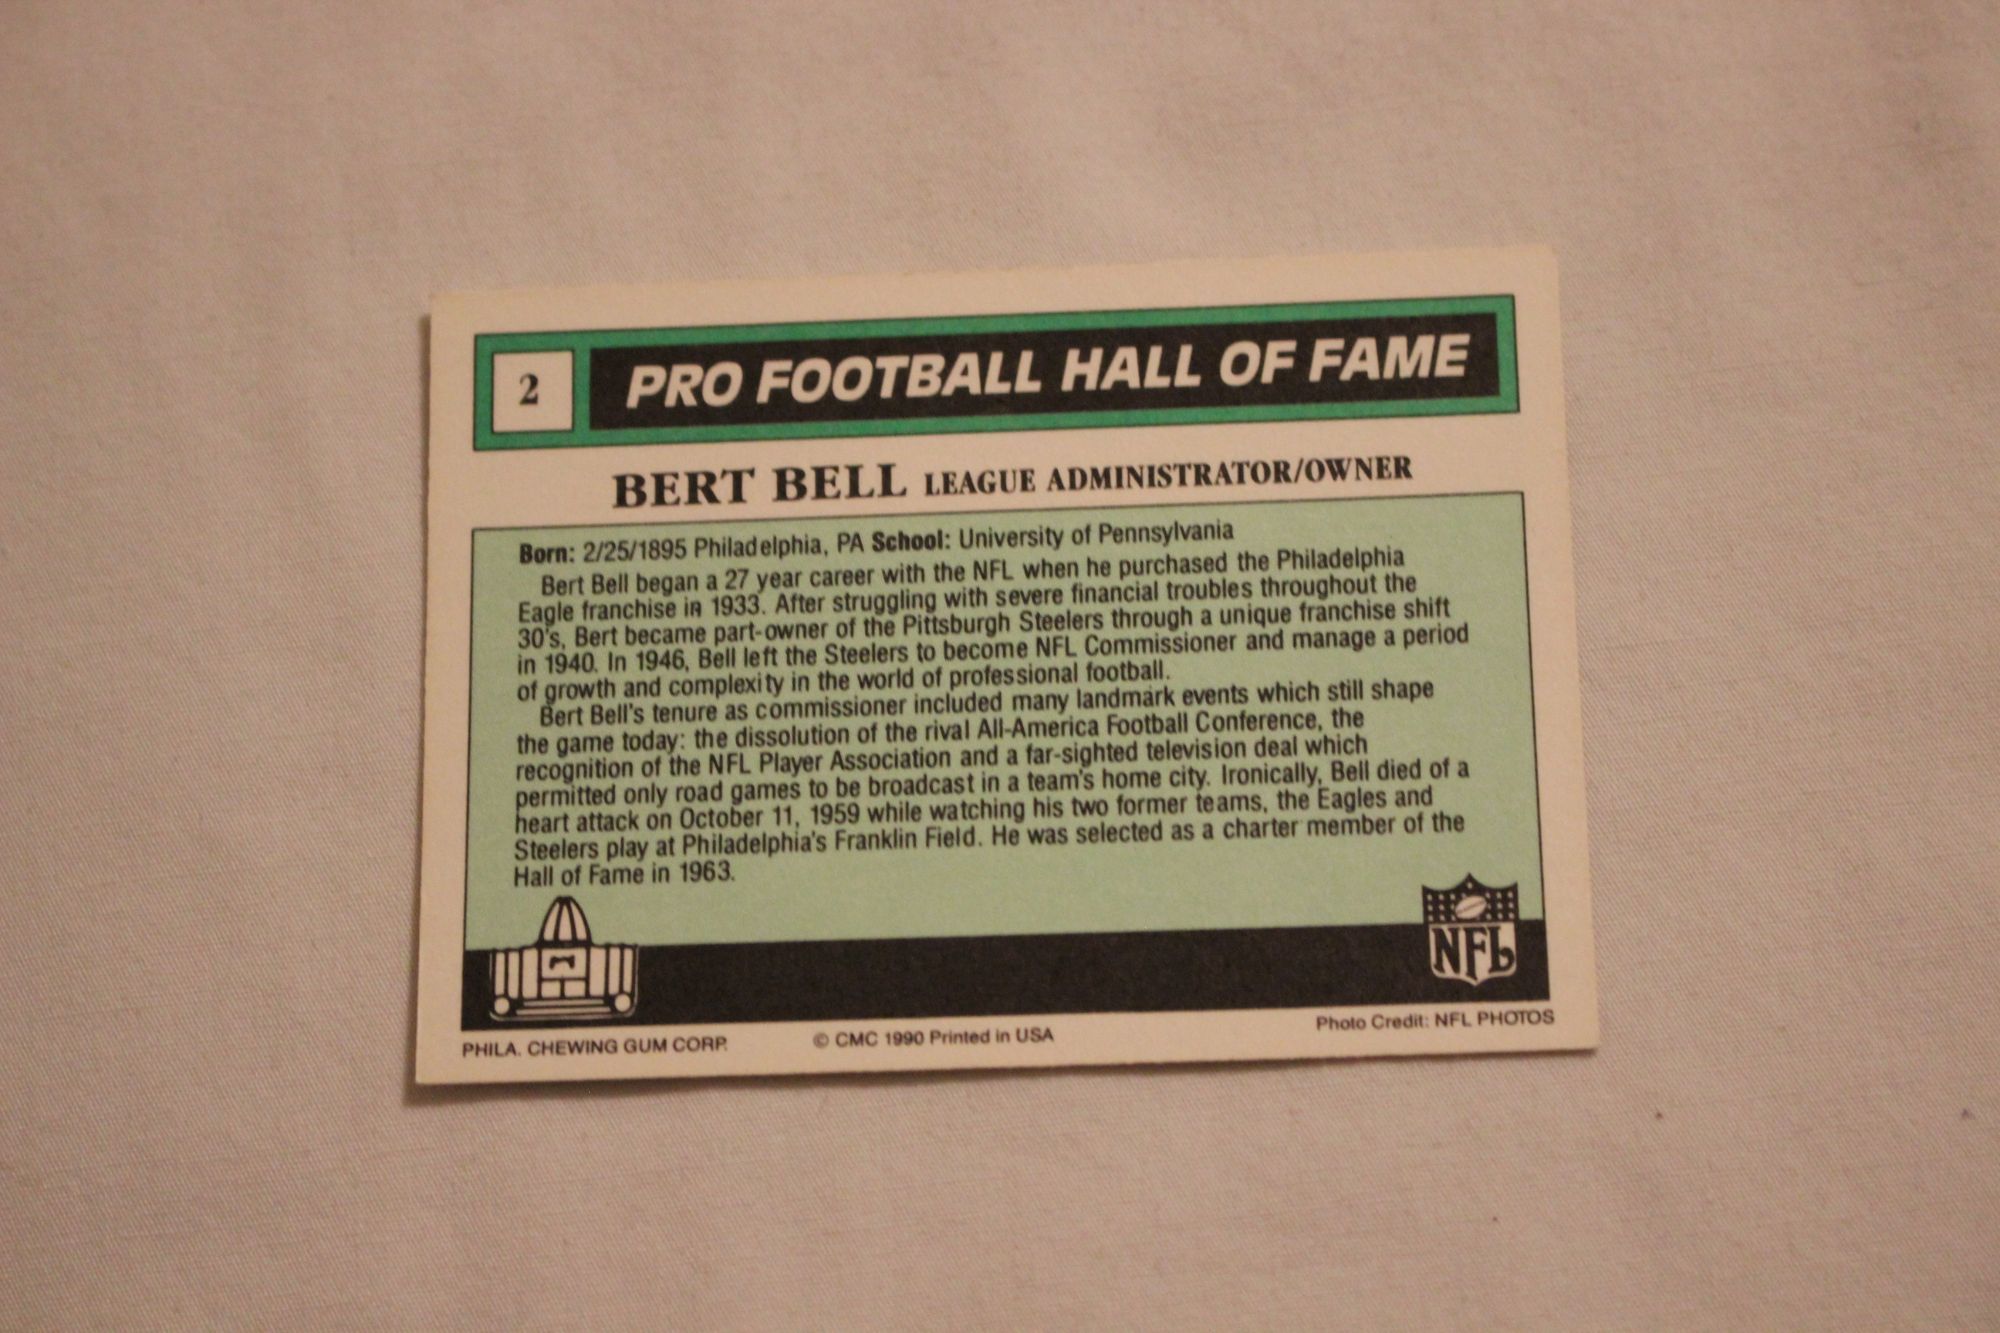 2
PRO FOOTBALL HALL OF FAME
BERT BELL LEAGUE ADMINISTRATOR/OWNER
Born: 2/25/1895 Philadelphia, PA School: University of Pennsylvania
Bert Bell began a 27 year career with the NFL when he purchased the Philadelphia
Eagle franchise in 1933. After struggling with severe financial troubles throughout the
30's, Bert became part-owner of the Pittsburgh Steelers through a unique franchise shift
in 1940. In 1946, Bell left the Steelers to become NFL Commissioner and manage a period
of growth and complexity in the world of professional football.
Bert Bell's tenure as commissioner included many landmark events which still shape
the game today: the dissolution of the rival All-America Football Conference, the
recognition of the NFL Player Association and a far-sighted television deal which
permitted only road games to be broadcast in a team's home city. Ironically, Bell died of a
heart attack on October 11, 1959 while watching his two former teams, the Eagles and
Steelers play at Philadelphia's Franklin Field. He was selected as a charter member of the
Hall of Fame in 1963.
NFL
PHILA. CHEWING GUM CORP. © CMC 1990 Printed in USA Photo Credit: NFL PHOTOS